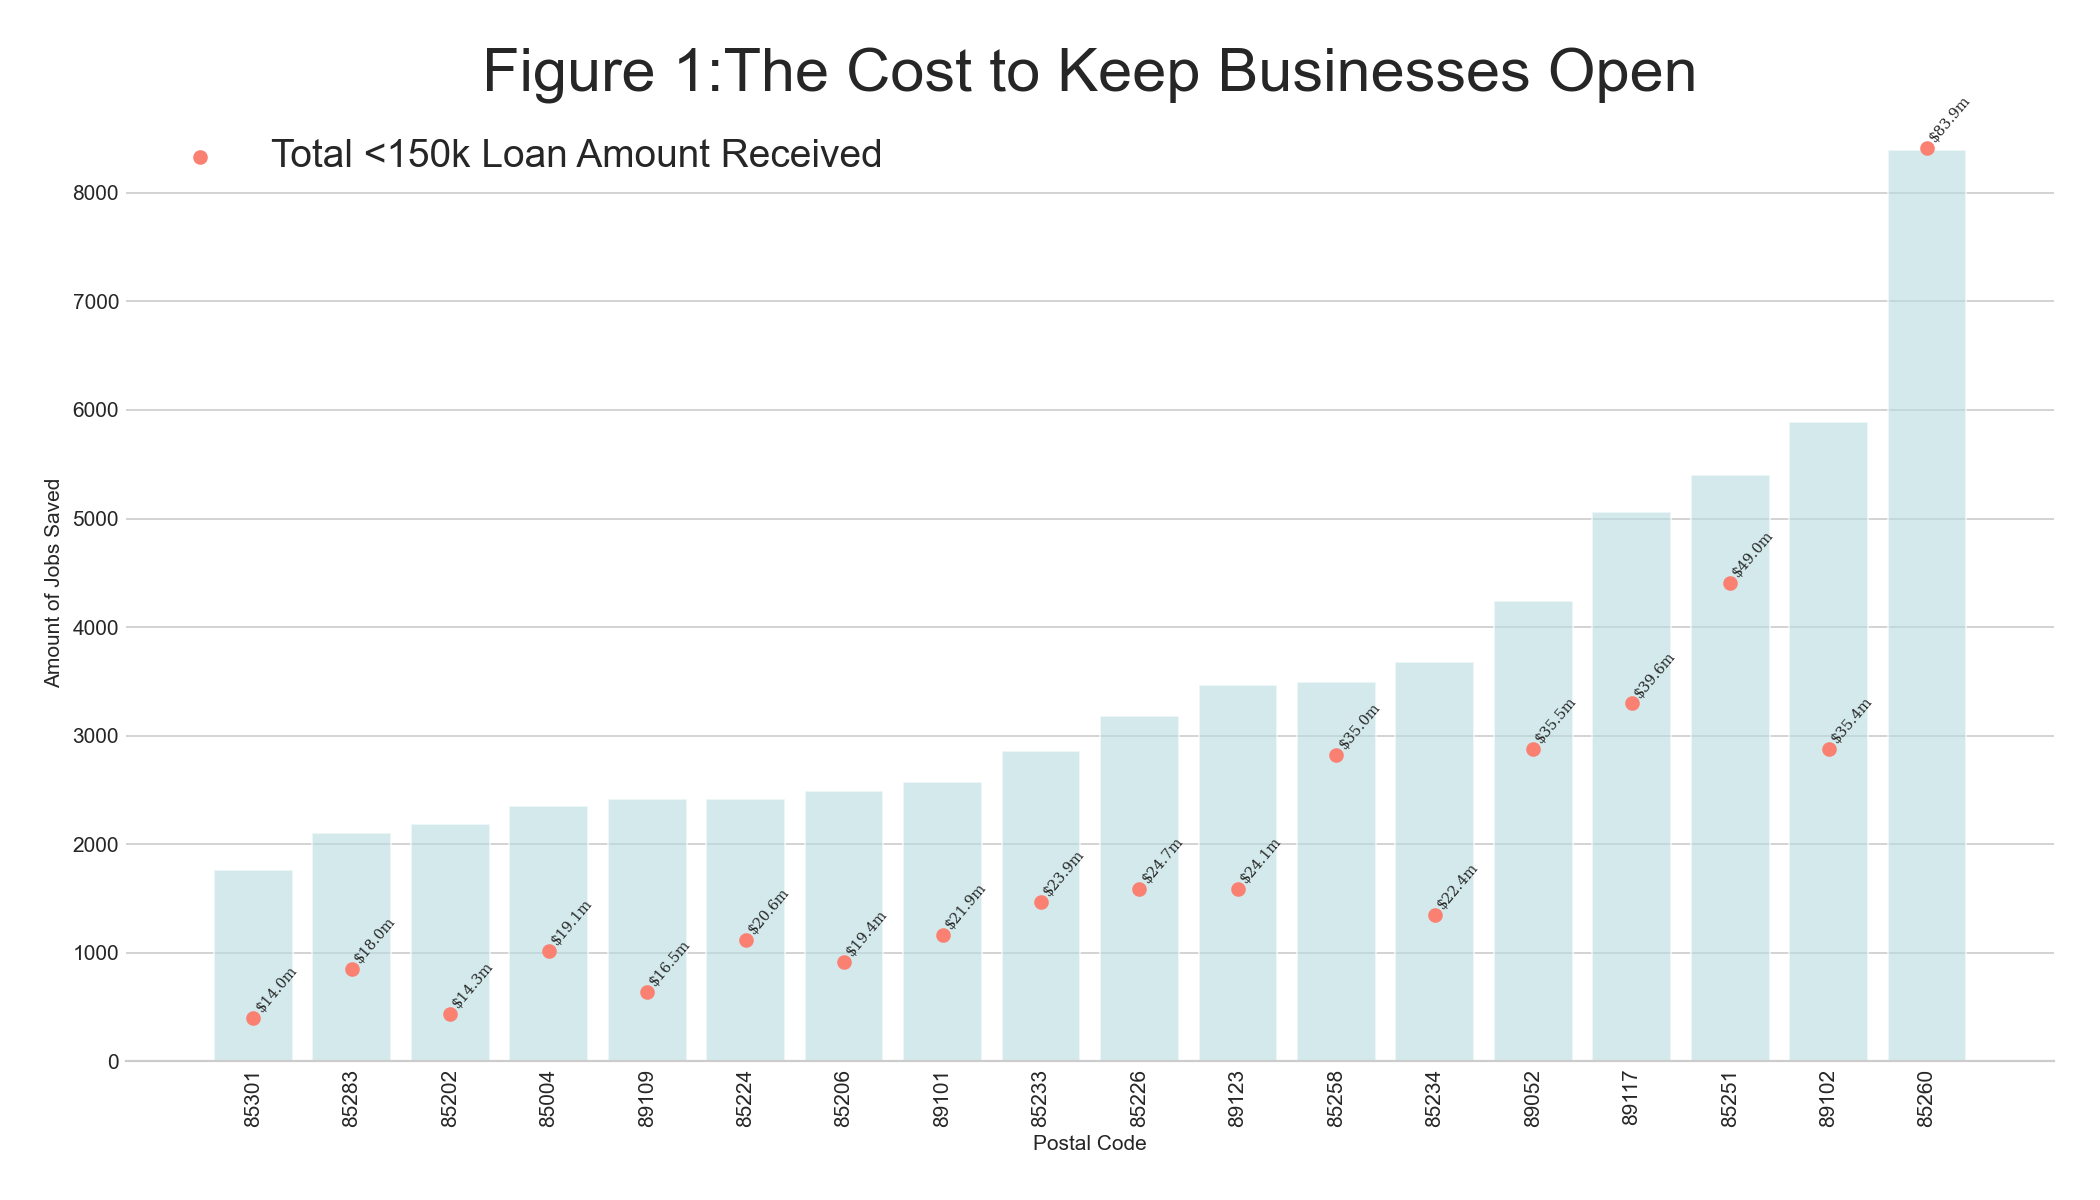 Figure 1:The Cost to Keep Businesses Open
Total <150k Loan Amount Received
$83.9m
8000
7000
6000
5000
4000
3000
2000
1000
0
Amount of Jobs Saved
$14.0m
$18.0m
$14.3m
$19.1m
$16.5m
$20.6m
$19.4m
$21.9m
$23.9m
$24.7m
$24.1m
$35.0m
$22.4m
$35.5m
$39.6m
$49.0m
$35.4m
85301
85283
85202
85004
89109
85224
85206
89101
85233
85226
89123
85258
85234
89052
89117
85251
89102
85260
Postal Code